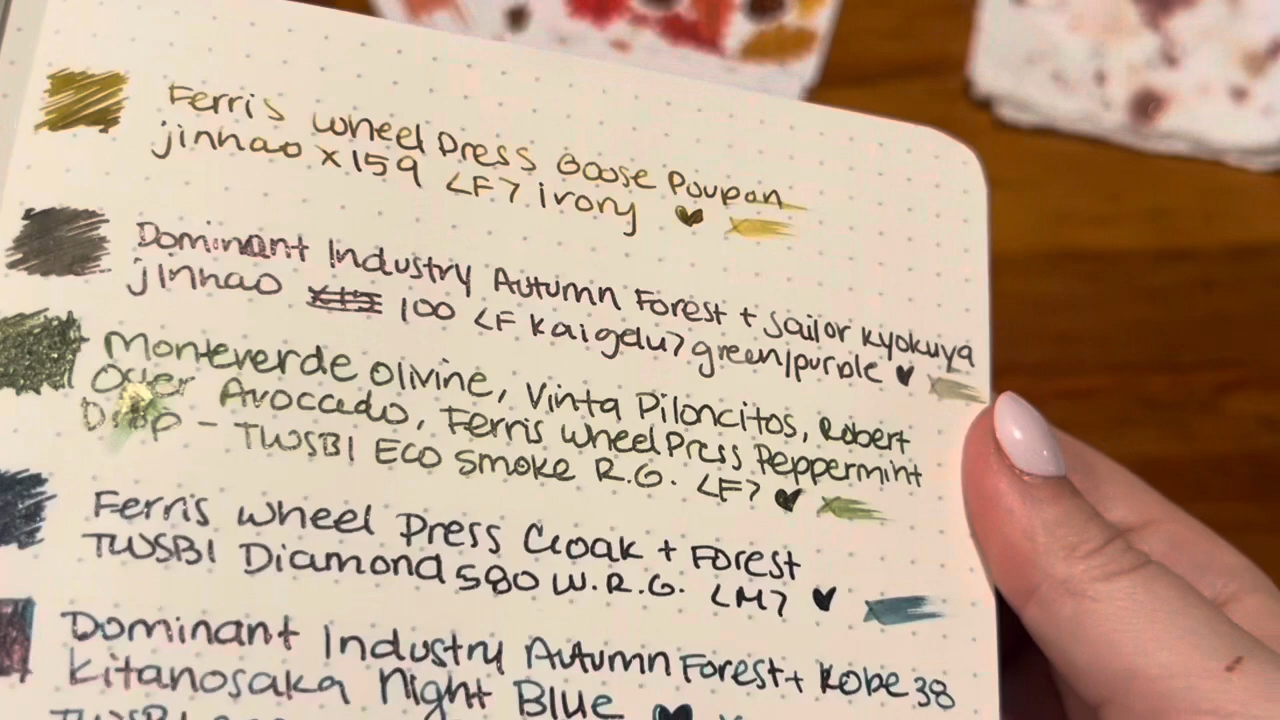 Ferris Wheel Press Goose Poupon
jinhao x159 <F> ivory ♥
Dominant Industry Autumn Forest + Sailor Kyokuya
jinhao 100 <F Kaigelu> green/purple ♥
Monteverde Olivine, Vinta Piloncitos, Robert
Oster Avocado, Ferris Wheel Press Peppermint
Drop - TWSBI Eco Smoke R.G. <F> ♥
Ferris Wheel Press Cloak + Forest
TWSBI Diamond 580 W.R.G. <M> ♥
Dominant Industry Autumn Forest + Kobe 38
Kitanosaka Night Blue ♥
TWSBI